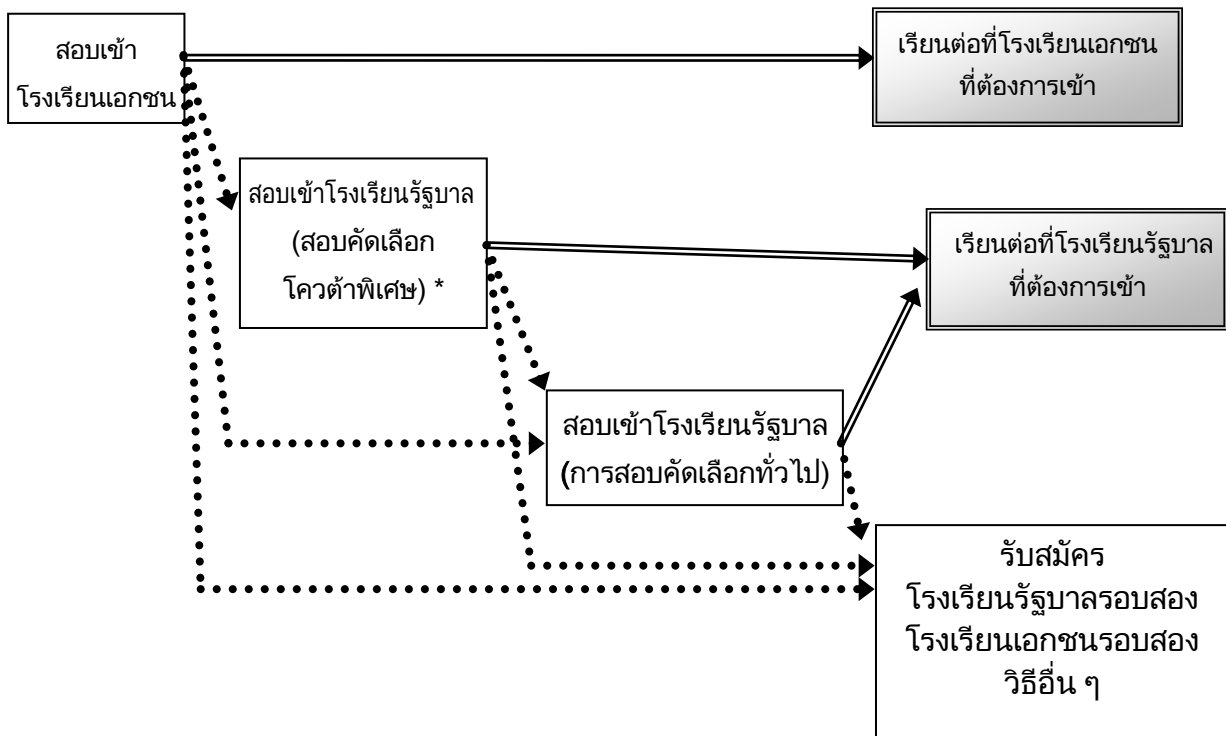 สอบเข้า
โรงเรียนเอกชน
เรียนต่อที่โรงเรียนเอกชน
ที่ต้องการเข้า
สอบเข้าโรงเรียนรัฐบาล
(สอบคัดเลือก
โควต้าพิเศษ) *
เรียนต่อที่โรงเรียนรัฐบาล
ที่ต้องการเข้า
สอบเข้าโรงเรียนรัฐบาล
(การสอบคัดเลือกทั่วไป)
รับสมัคร
โรงเรียนรัฐบาลรอบสอง
โรงเรียนเอกชนรอบสอง
วิธีอื่น ๆ